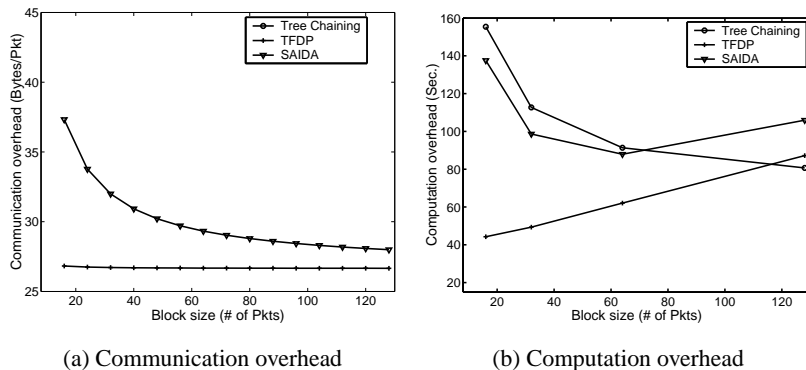 45
40
35
30
25
20
40
60
80
100
120
Block size (# of Pkts)
Communication overhead (Bytes/Pkt)
Tree Chaining
TFDP
SAIDA
(a) Communication overhead
160
140
120
100
80
60
40
20
20
40
60
80
100
120
Block size (# of Pkts)
Computation overhead (Sec.)
Tree Chaining
TFDP
SAIDA
(b) Computation overhead